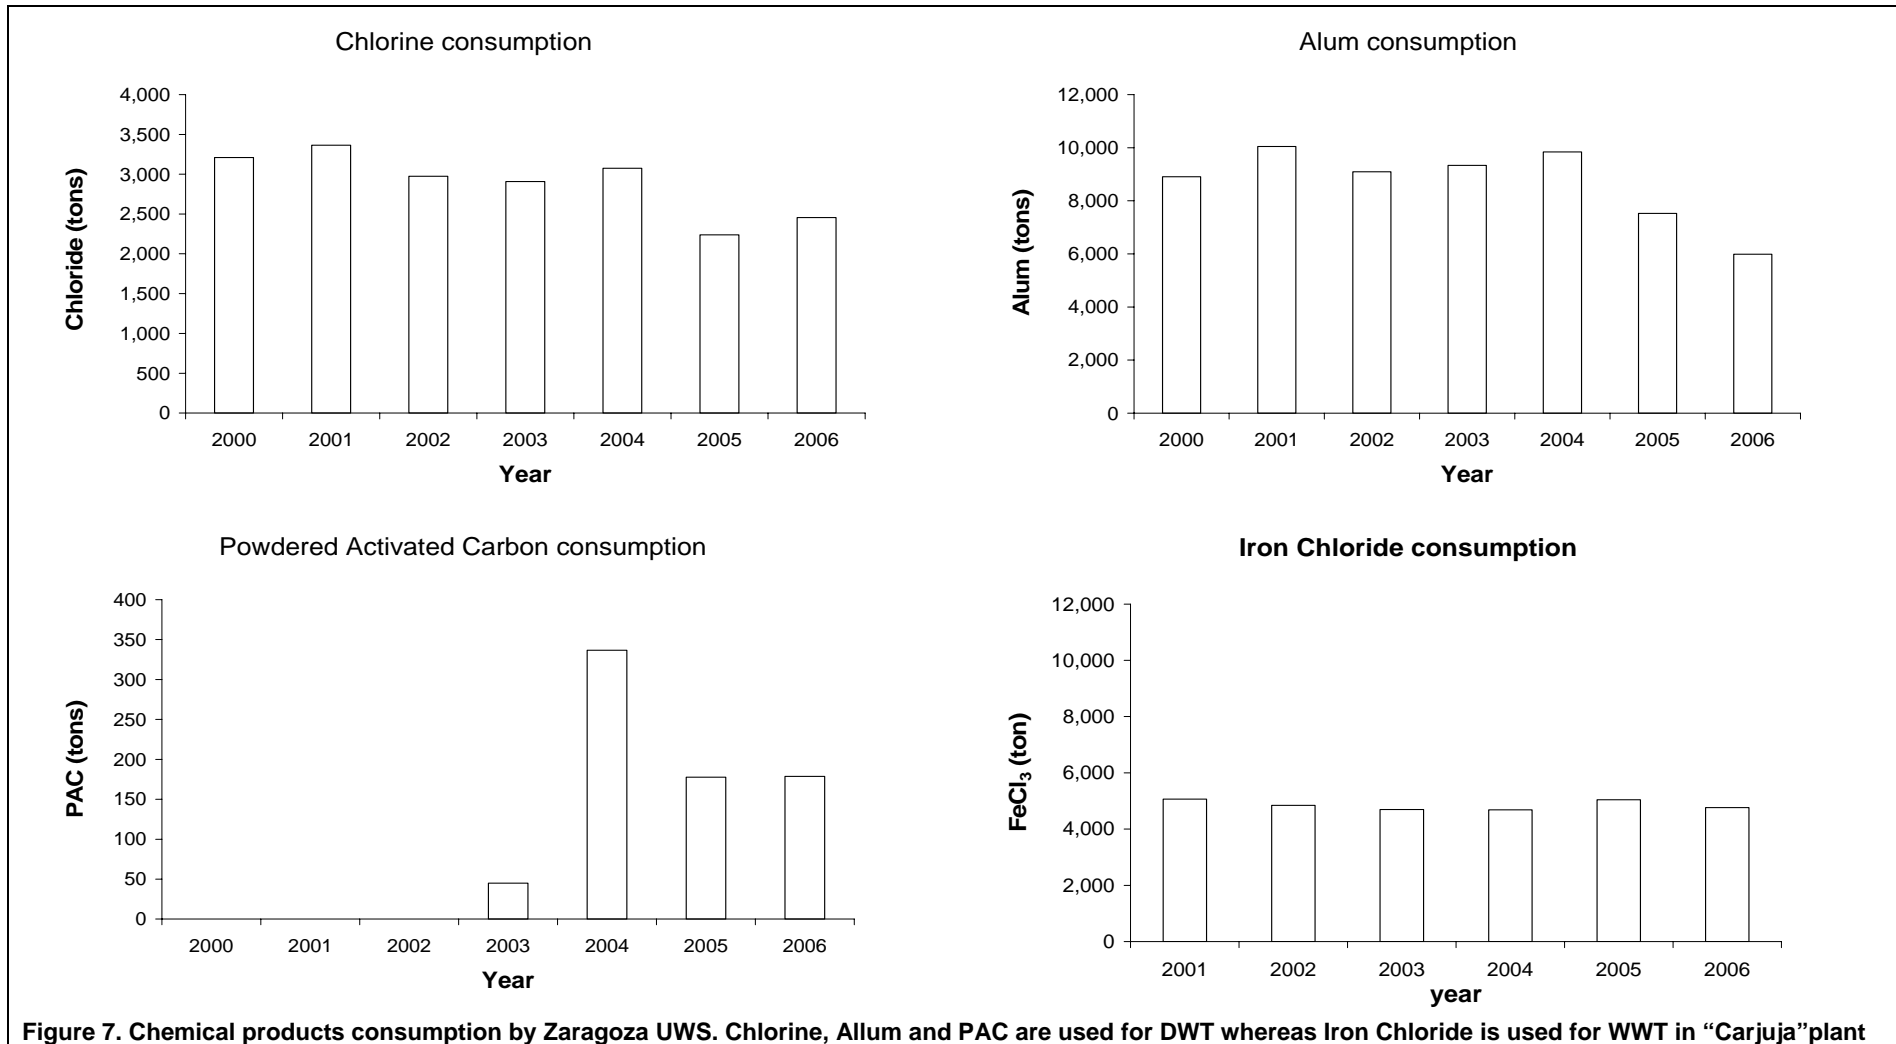 Chlorine consumption
4,000
3,500
3,000
2,500
2,000
1,500
1,000
500
0
Chloride (tons)
2000 2001 2002 2003 2004 2005 2006
Year
Alum consumption
12,000
10,000
8,000
6,000
4,000
2,000
0
Alum (tons)
2000 2001 2002 2003 2004 2005 2006
Year
Powdered Activated Carbon consumption
400
350
300
250
200
150
100
50
0
PAC (tons)
2000 2001 2002 2003 2004 2005 2006
Year
Iron Chloride consumption
12,000
10,000
8,000
6,000
4,000
2,000
0
FeCl₃ (ton)
2001 2002 2003 2004 2005 2006
year
Figure 7. Chemical products consumption by Zaragoza UWS. Chlorine, Allum and PAC are used for DWT whereas Iron Chloride is used for WWT in “Carjuja”plant